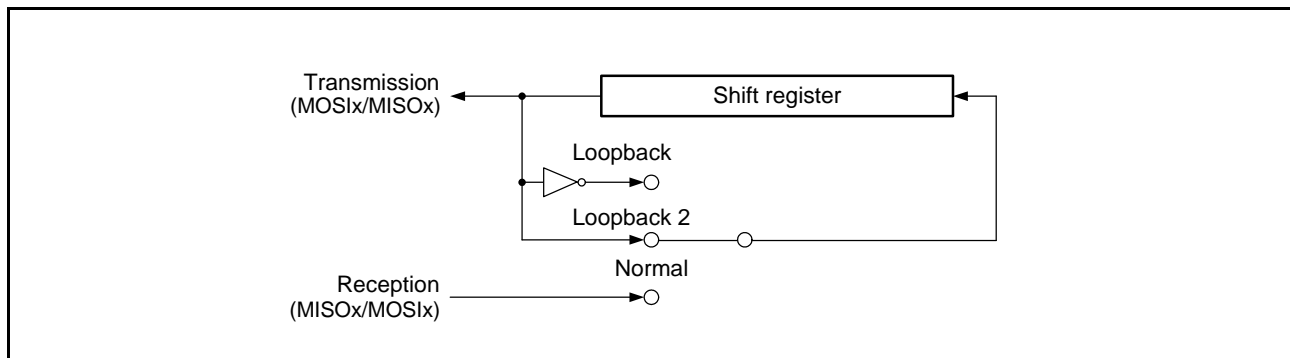 Transmission
(MOSIx/MISOx)
Shift register
Loopback
Loopback 2
Normal
Reception
(MISOx/MOSIx)